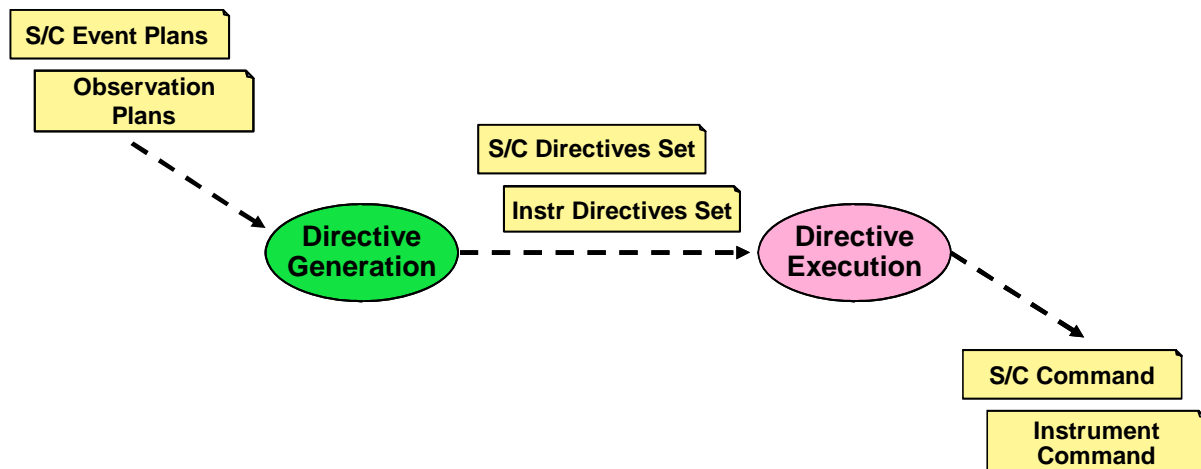 S/C Event Plans
Observation
Plans
S/C Directives Set
Instr Directives Set
Directive
Generation
Directive
Execution
S/C Command
Instrument
Command